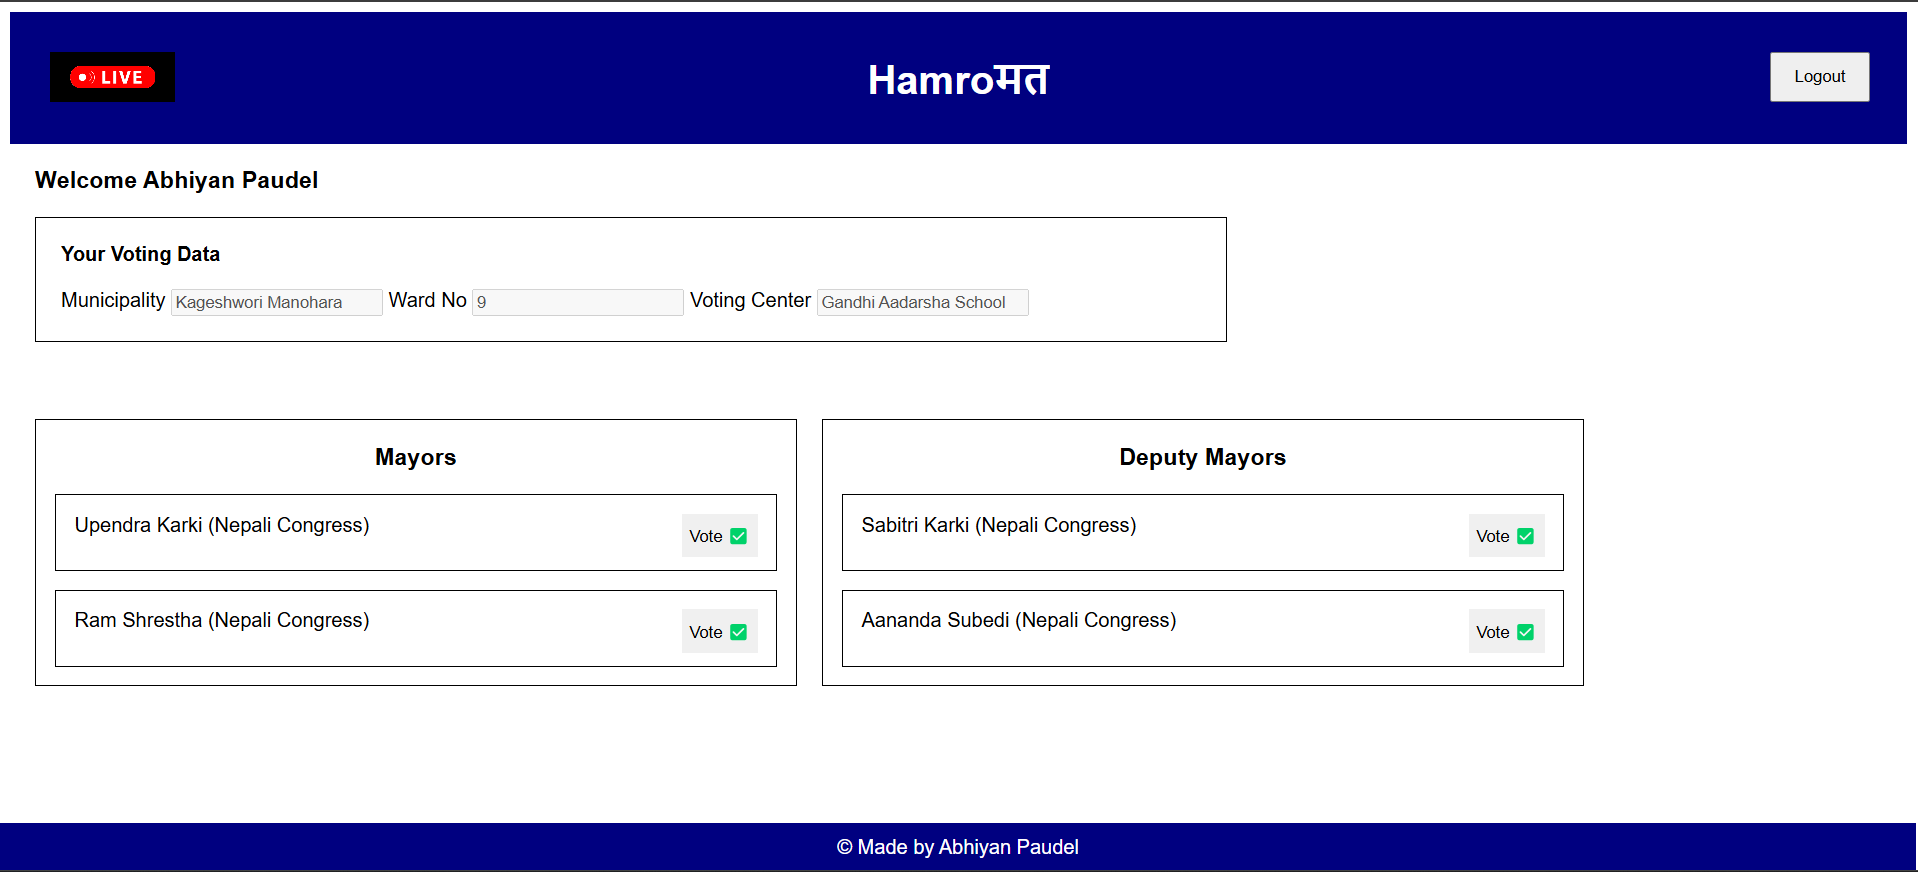 LIVE
Hamroमत
Logout
Welcome Abhiyan Paudel
Your Voting Data
Municipality Kageshwori Manohara Ward No 9 Voting Center Gandhi Aadarsha School
Mayors
Upendra Karki (Nepali Congress) Vote ✅
Ram Shrestha (Nepali Congress) Vote ✅
Deputy Mayors
Sabitri Karki (Nepali Congress) Vote ✅
Aananda Subedi (Nepali Congress) Vote ✅
© Made by Abhiyan Paudel